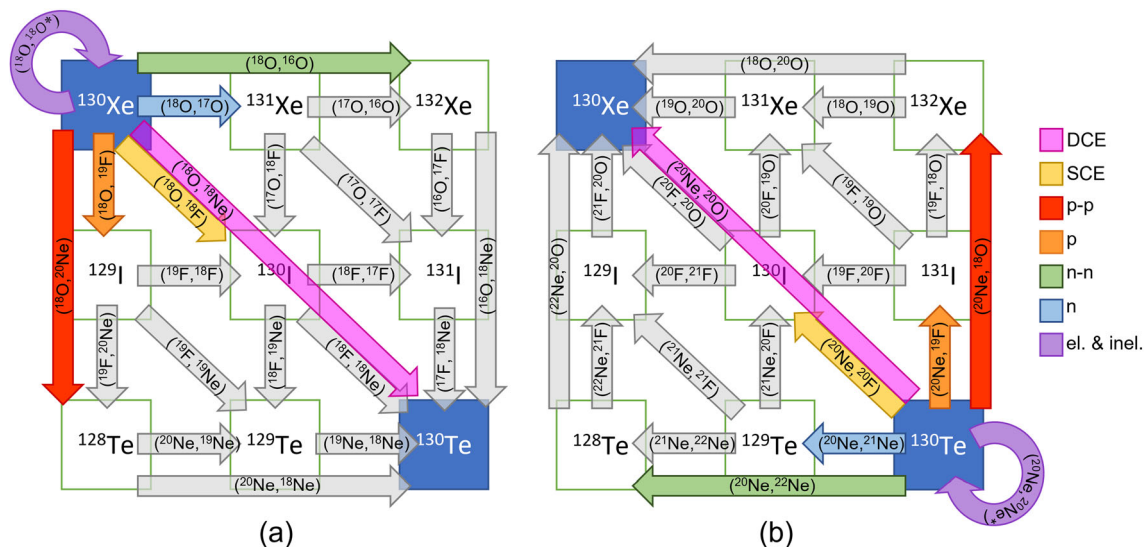 (¹⁸O, ¹⁸O*)
(¹⁸O,¹⁶O)
¹³⁰Xe
(¹⁸O,¹⁷O)
¹³¹Xe
(¹⁷O,¹⁶O)
¹³²Xe
(¹⁸O,²⁰Ne)
(¹⁸O, ¹⁹F)
(¹⁸O,¹⁸F)
(¹⁸O, ¹⁸Ne)
(¹⁷O,¹⁸F)
(¹⁷O,¹⁷F)
(¹⁶O,¹⁷F)
(¹⁶O,¹⁸Ne)
¹²⁹I
(¹⁹F,¹⁸F)
¹³⁰I
(¹⁸F,¹⁷F)
¹³¹I
(¹⁹F,²⁰Ne)
(¹⁹F,¹⁹Ne)
(¹⁸F,¹⁹Ne)
(¹⁸F,¹⁸Ne)
(¹⁷F,¹⁸Ne)
¹²⁸Te
(²⁰Ne,¹⁹Ne)
¹²⁹Te
(¹⁹Ne,¹⁸Ne)
¹³⁰Te
(²⁰Ne,¹⁸Ne)
(a)
(¹⁸O,²⁰O)
¹³⁰Xe
(¹⁹O,²⁰O)
¹³¹Xe
(¹⁸O,¹⁹O)
¹³²Xe
(²²Ne,²⁰O)
(²¹F,²⁰O)
(²⁰F,²⁰O)
(²⁰Ne,²⁰O)
(²⁰F,¹⁹O)
(¹⁹F,¹⁹O)
(¹⁹F,¹⁸O)
(²⁰Ne,¹⁸O)
¹²⁹I
(²⁰F,²¹F)
¹³⁰I
(¹⁹F,²⁰F)
¹³¹I
(²²Ne,²¹F)
(²¹Ne,²¹F)
(²¹Ne,²⁰F)
(²⁰Ne,²⁰F)
(²⁰Ne,¹⁹F)
¹²⁸Te
(²¹Ne,²²Ne)
¹²⁹Te
(²⁰Ne,²¹Ne)
¹³⁰Te
(²⁰Ne,²²Ne)
(²⁰Ne,²⁰Ne*)
(b)
DCE
SCE
p-p
p
n-n
n
el. & inel.